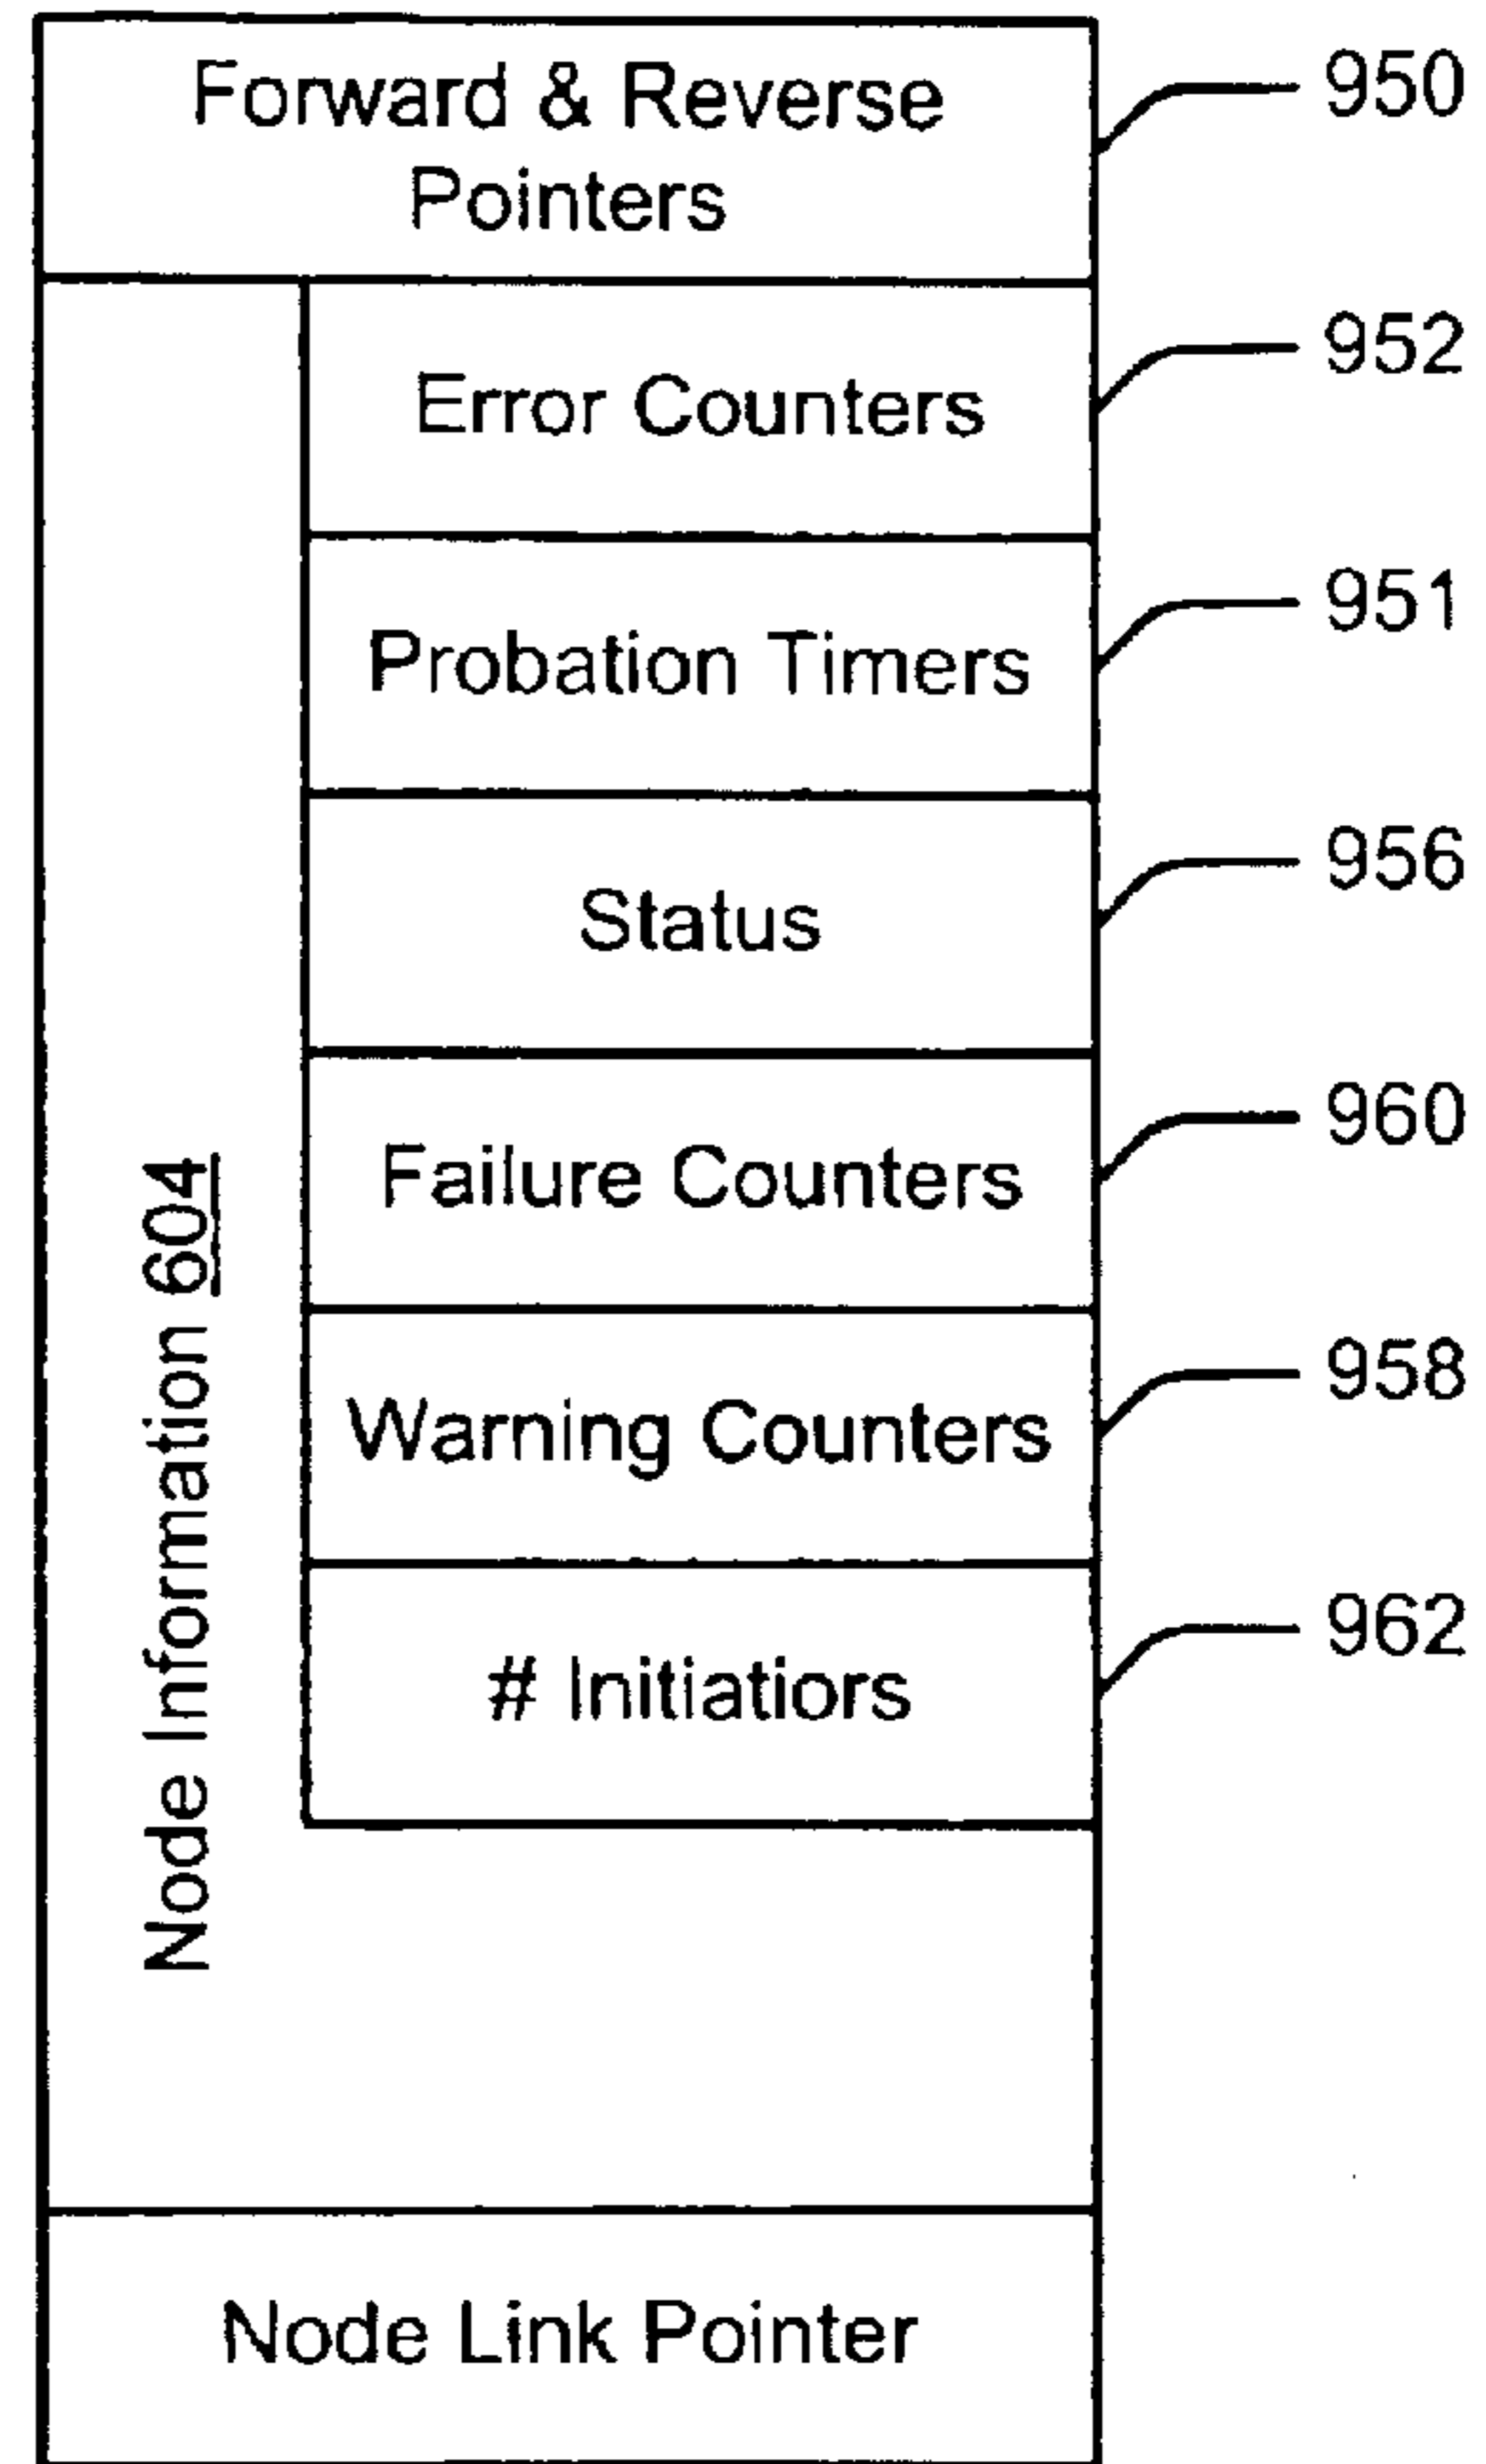 Forward & Reverse
Pointers
950
Error Counters
952
Probation Timers
951
Status
956
Failure Counters
960
Warning Counters
958
# Initiatiors
962
Node Information 604
Node Link Pointer